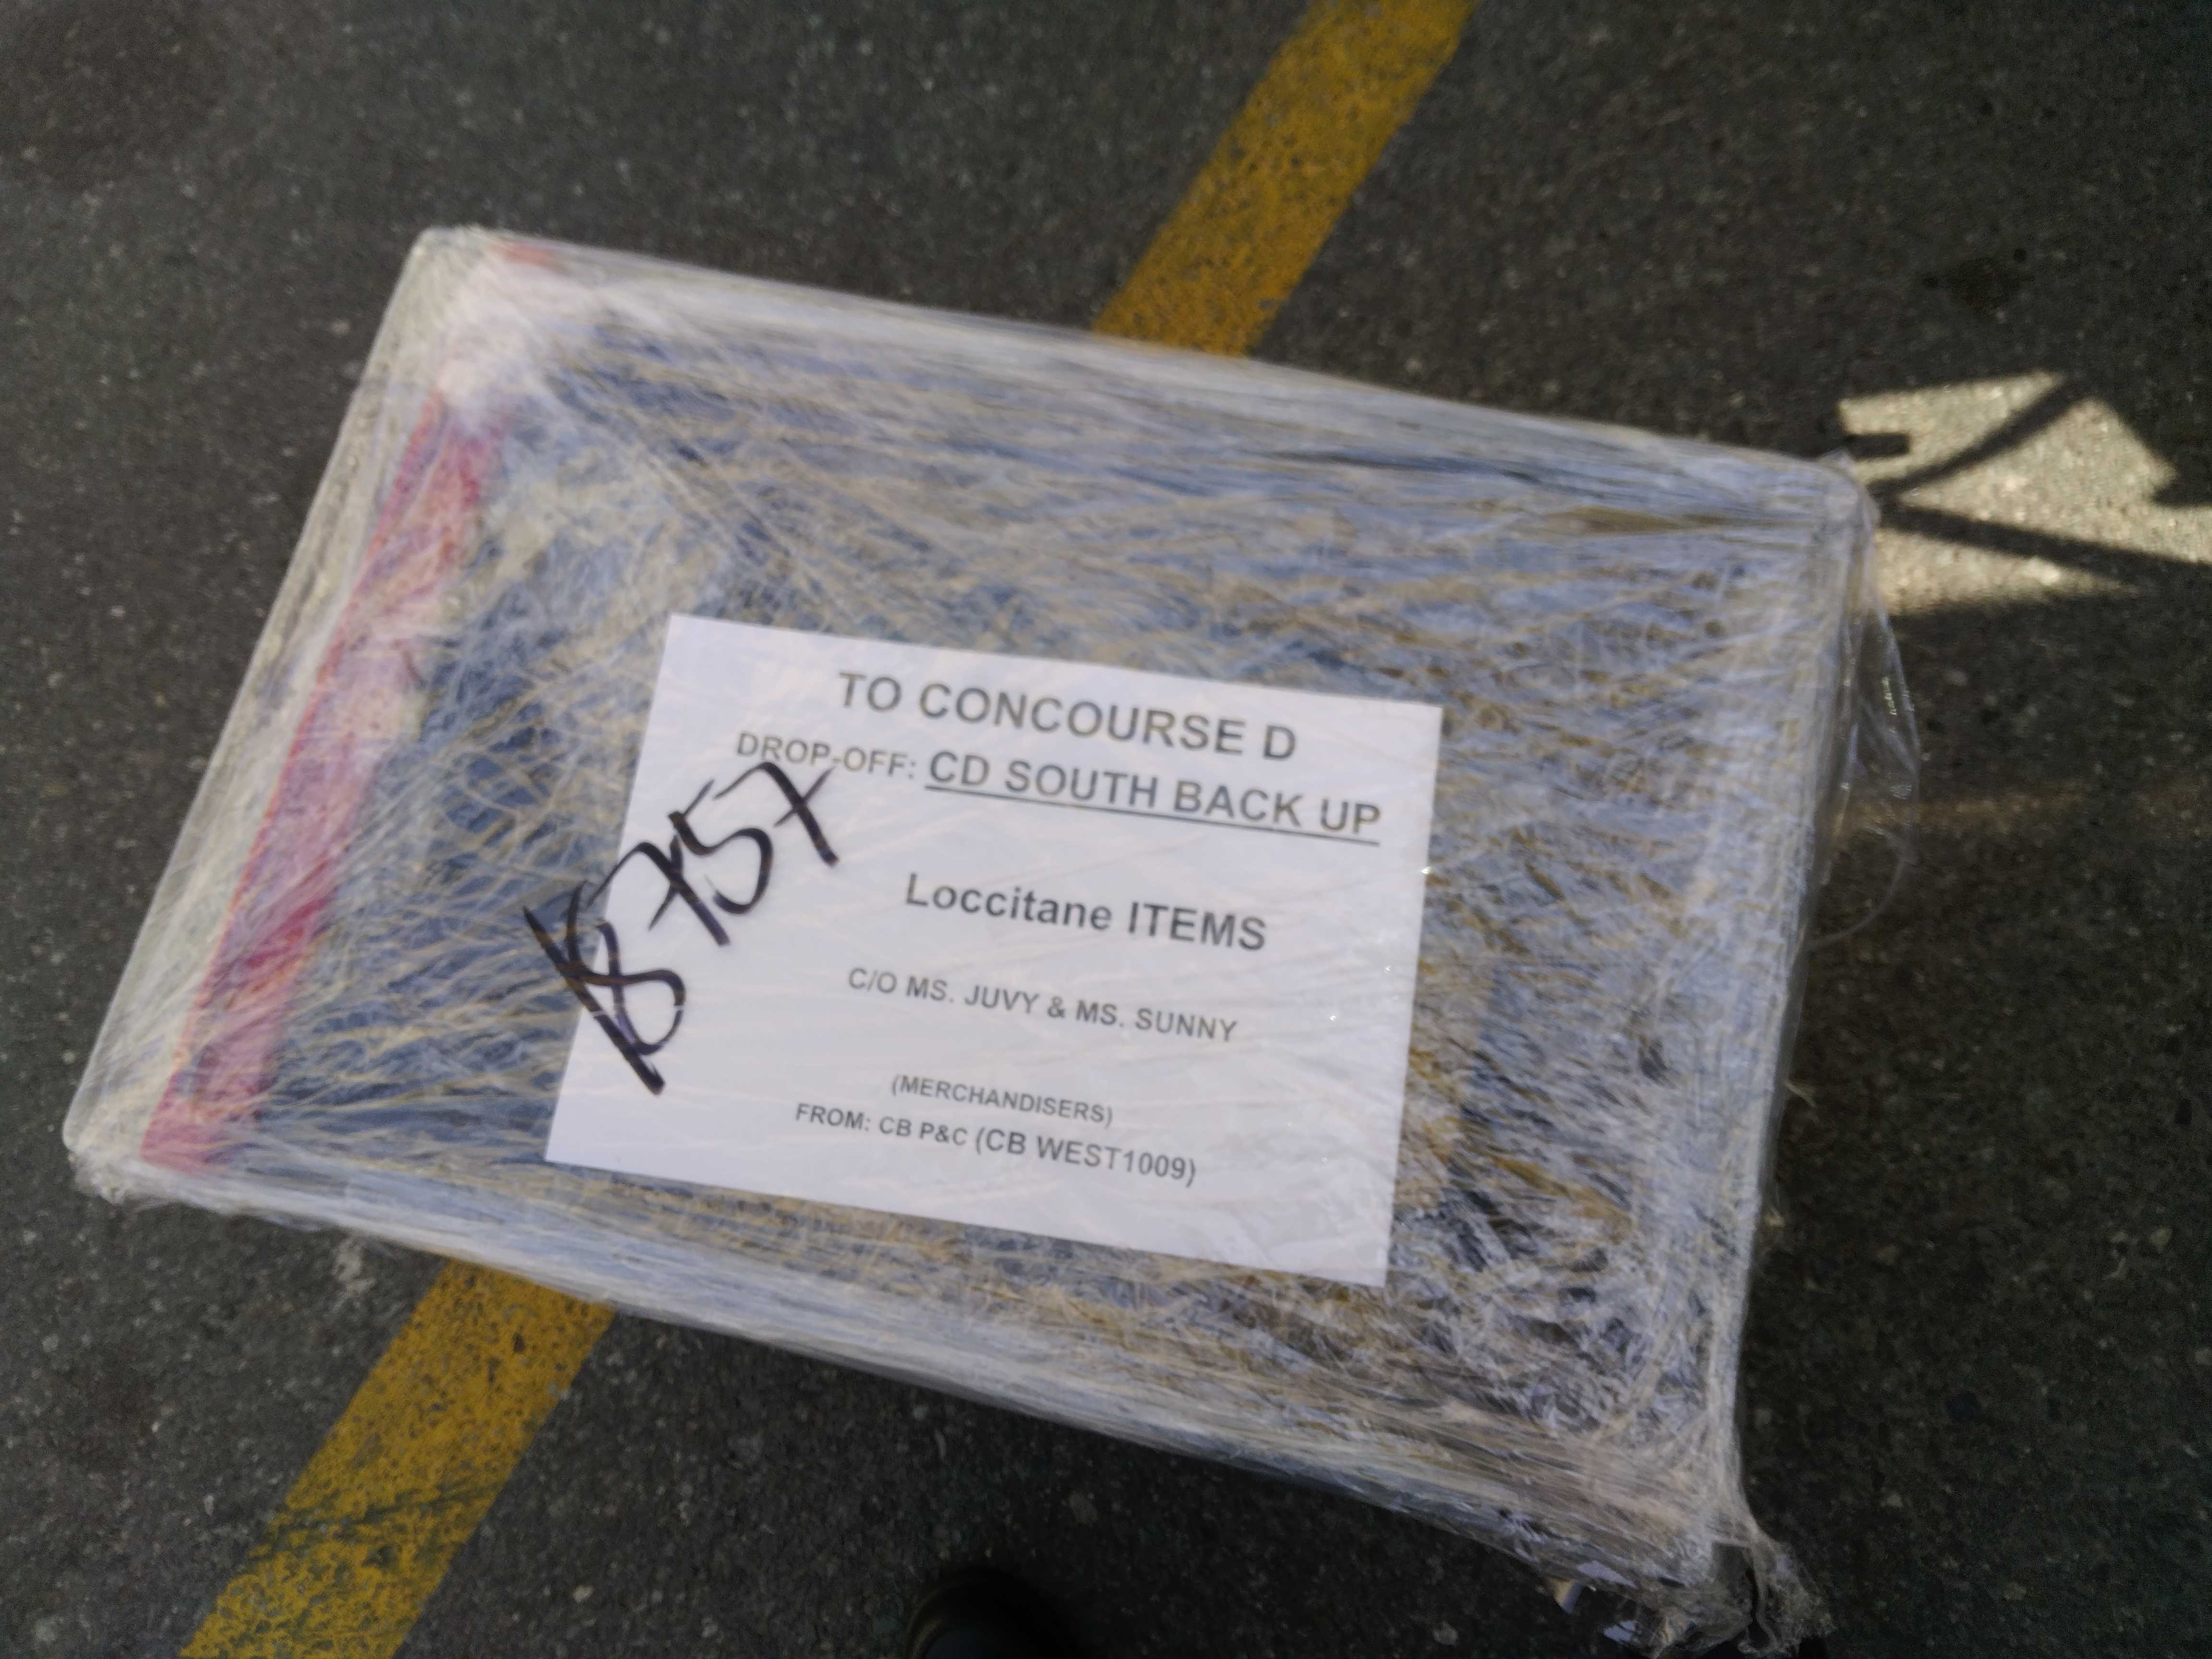 TO CONCOURSE D
DROP-OFF: CD SOUTH BACK UP
18757
Loccitane ITEMS
C/O MS. JUVY & MS. SUNNY
(MERCHANDISERS)
FROM: CB P&C (CB WEST1009)